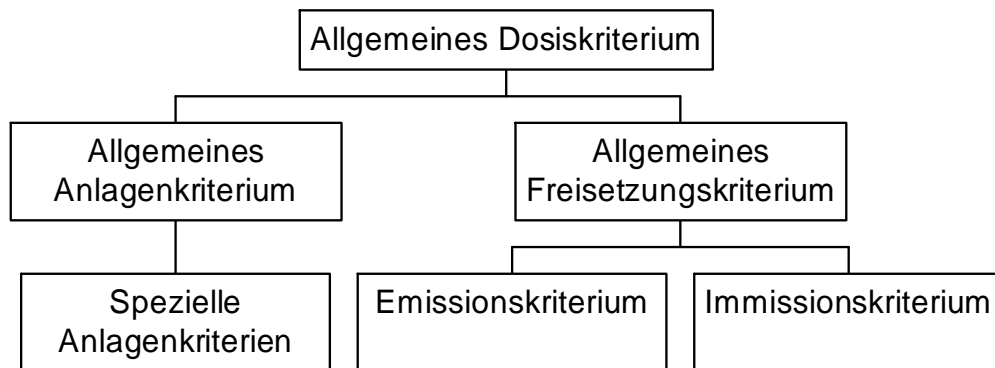 Allgemeines Dosiskriterium
Allgemeines
Anlagenkriterium
Allgemeines
Freisetzungskriterium
Spezielle
Anlagenkriterien
Emissionskriterium
Immissionskriterium